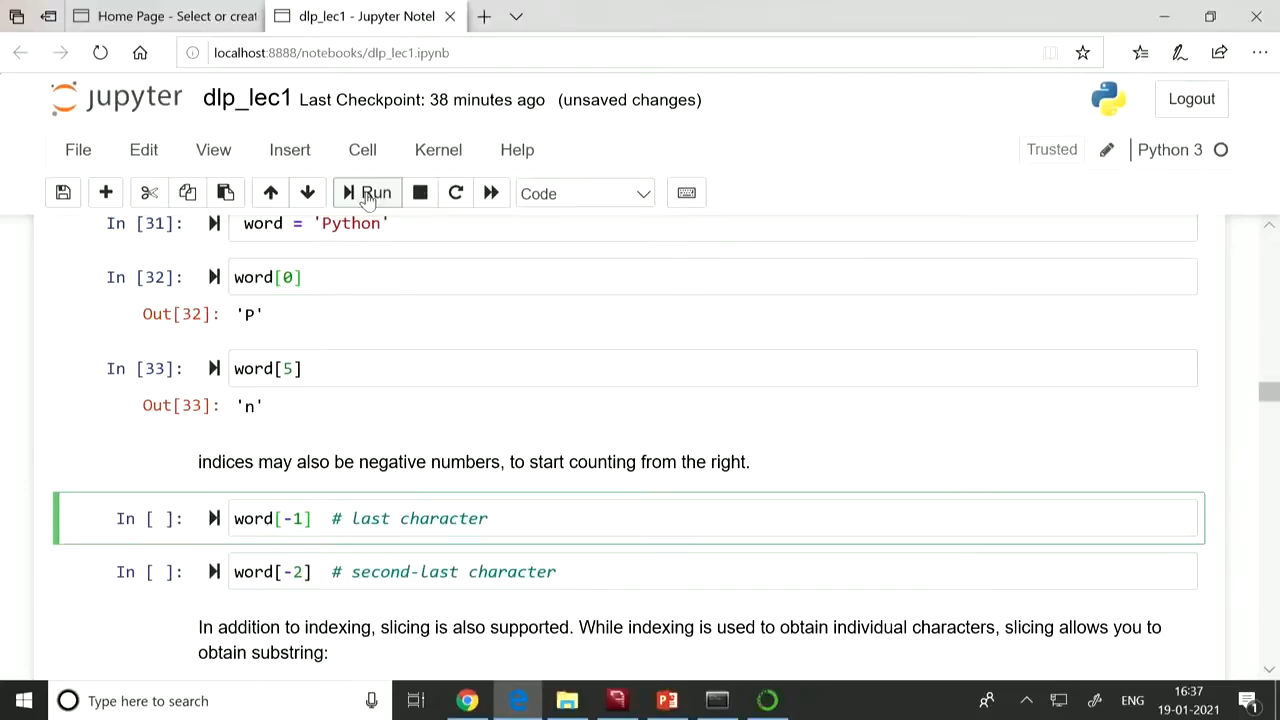 Home Page - Select or creat
dlp_lec1 - Jupyter Notel
localhost:8888/notebooks/dlp_lec1.ipynb
jupyter dlp_lec1 Last Checkpoint: 38 minutes ago (unsaved changes)
Logout
File Edit View Insert Cell Kernel Help
Trusted Python 3
Run Code
In [31]: word = 'Python'
In [32]: word[0]
Out[32]: 'P'
In [33]: word[5]
Out[33]: 'n'
indices may also be negative numbers, to start counting from the right.
In [ ]: word[-1] # last character
In [ ]: word[-2] # second-last character
In addition to indexing, slicing is also supported. While indexing is used to obtain individual characters, slicing allows you to
obtain substring:
Type here to search
ENG
16:37
19-01-2021
1